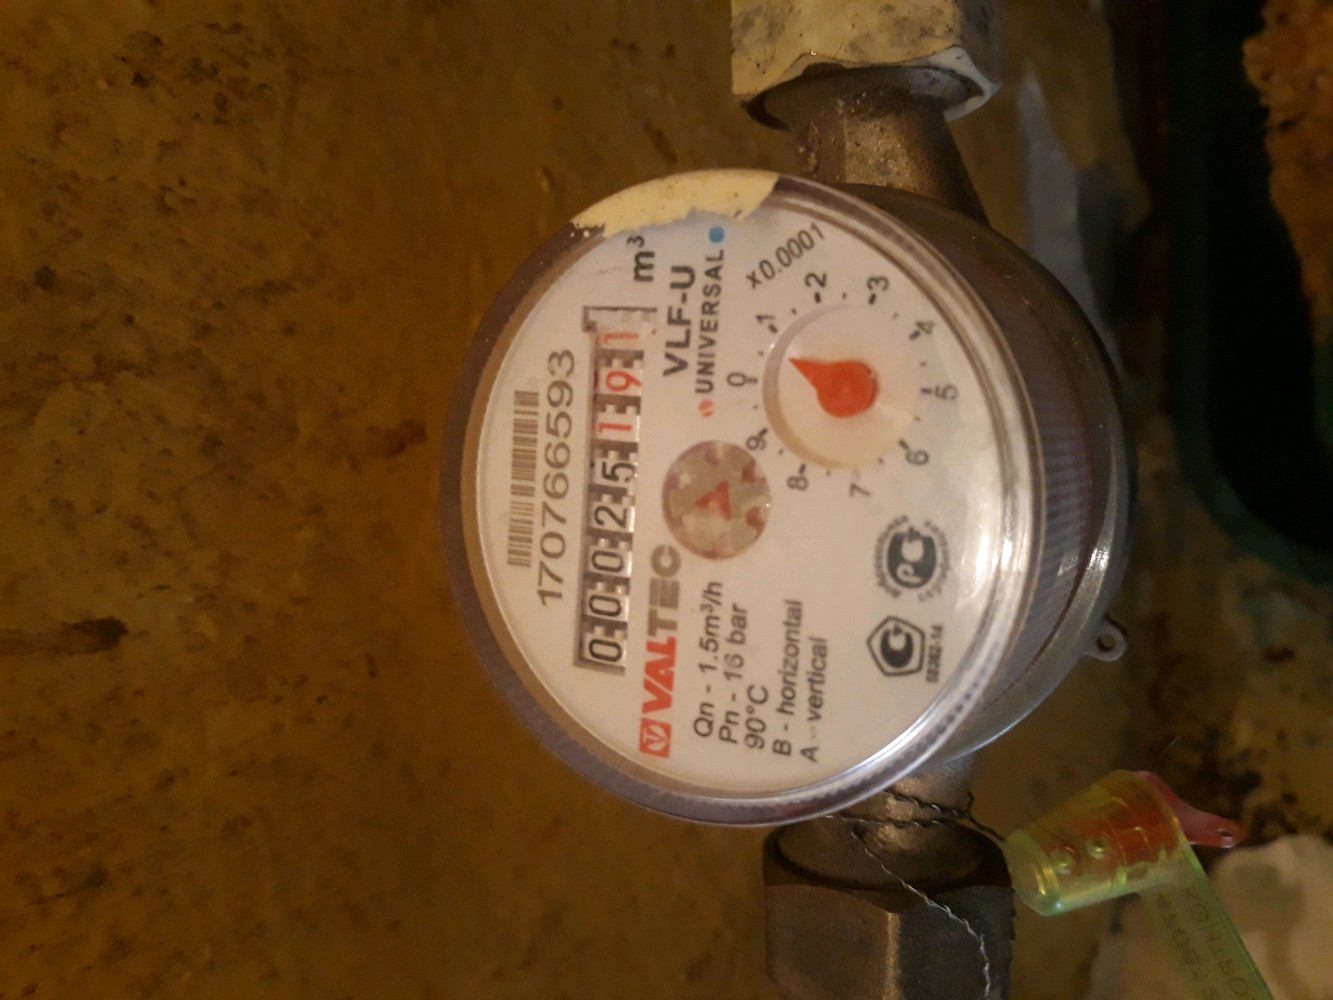 170766593
00025191 m³
VALTEC
VLF-U
UNIVERSAL
Qn - 1.5m³/h
Pn - 16 bar
90°C
B - horizontal
A - vertical
x0.0001
0
1
2
3
4
5
6
7
8
9
РСТ